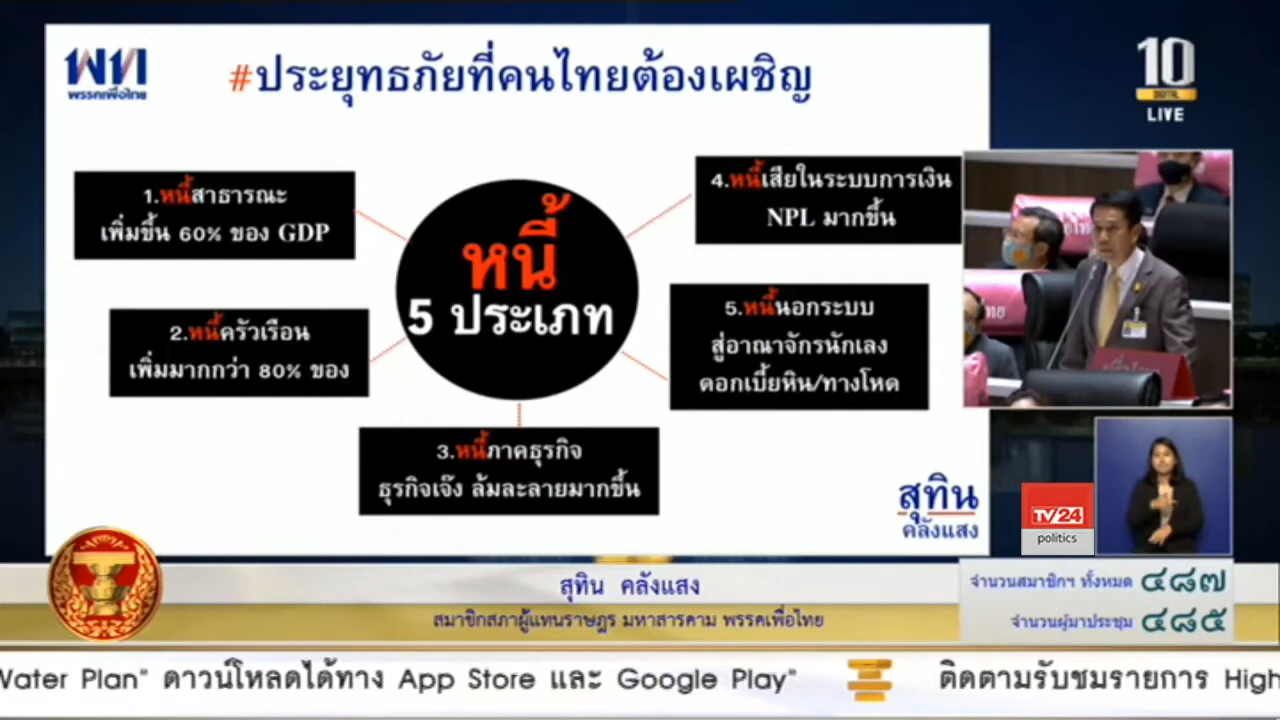 พท
พรรคเพื่อไทย
#ประยุทธภัยที่คนไทยต้องเผชิญ
10
DIGITAL
LIVE
1.หนี้สาธารณะ
เพิ่มขึ้น 60% ของ GDP
2.หนี้ครัวเรือน
เพิ่มมากกว่า 80% ของ
หนี้
5 ประเภท
3.หนี้ภาคธุรกิจ
ธุรกิจเจ๊ง ล้มละลายมากขึ้น
4.หนี้เสียในระบบการเงิน
NPL มากขึ้น
5.หนี้นอกระบบ
สู่อาณาจักรนักเลง
ดอกเบี้ยหิน/ทางโหด
สุทิน
คลังแสง
TV24
politics
สุทิน คลังแสง
สมาชิกสภาผู้แทนราษฎร มหาสารคาม พรรคเพื่อไทย
จำนวนสมาชิกฯ ทั้งหมด ๔๘๗
จำนวนผู้มาประชุม ๔๘๕
Water Plan" ดาวน์โหลดได้ทาง App Store และ Google Play" ติดตามรับชมรายการ High